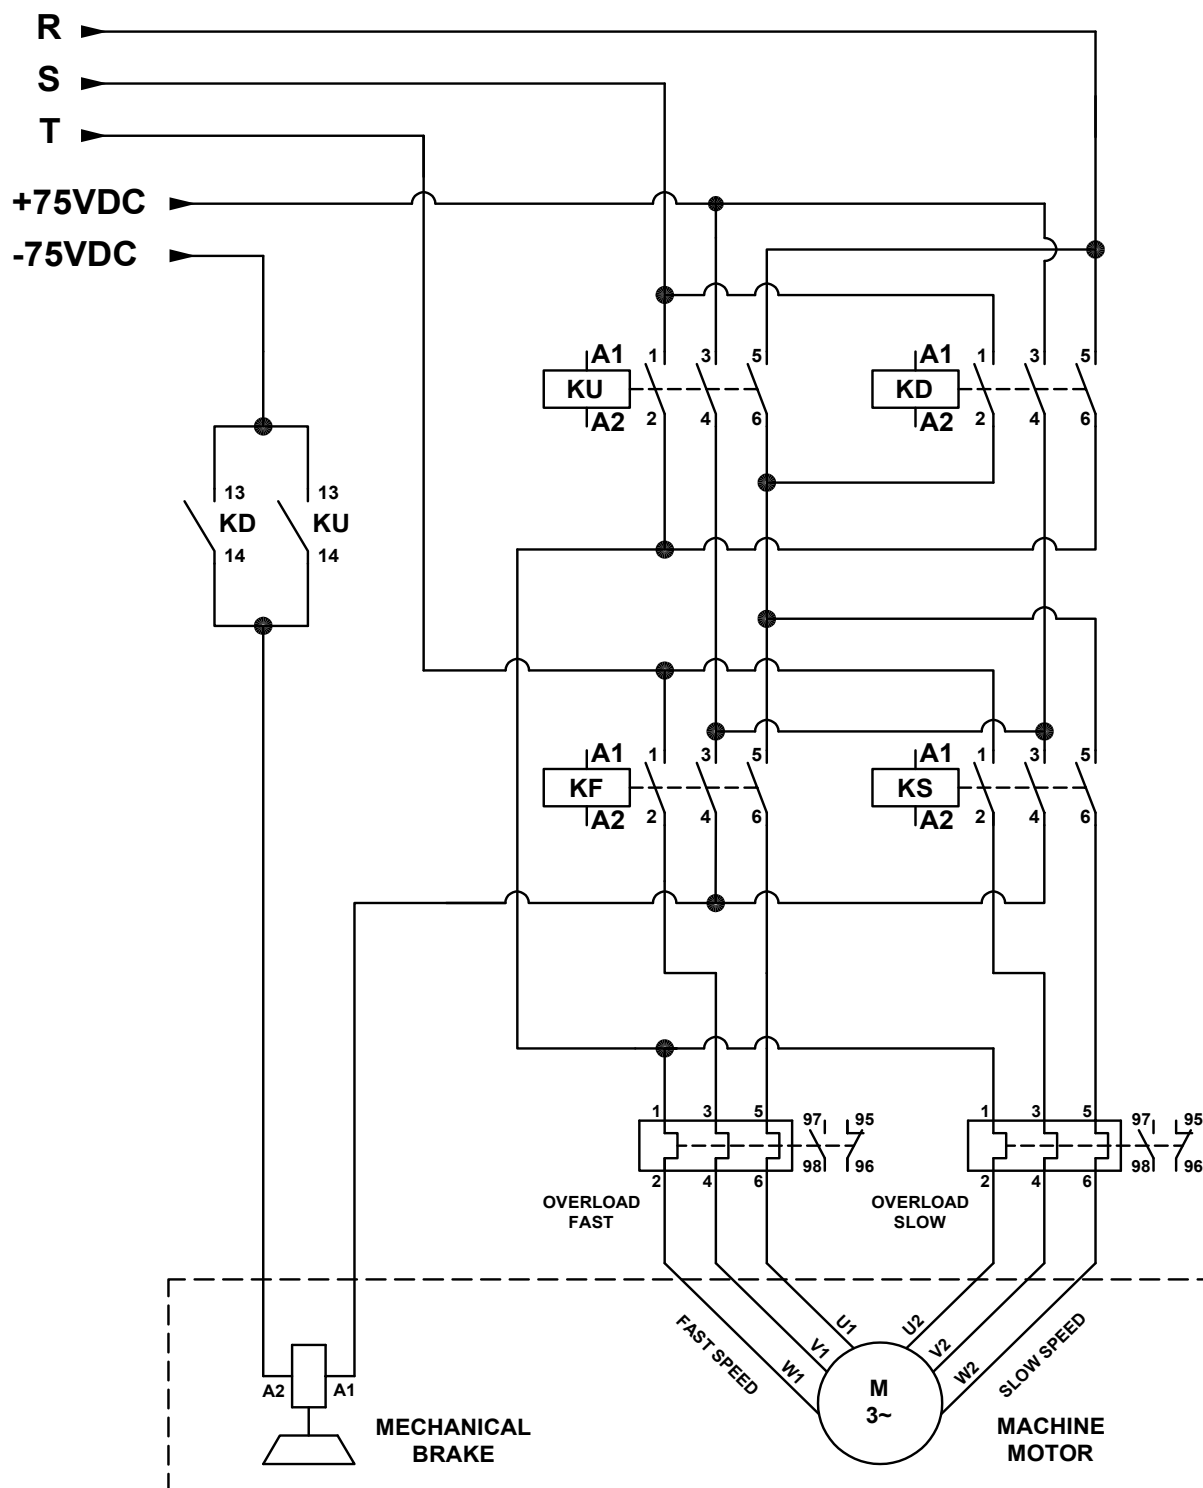 R
S
T
+75VDC
-75VDC
A1 1 3 5 A1 1 3 5
KU KD
A2 2 4 6 A2 2 4 6
13 13
KD KU
14 14
A1 1 3 5 A1 1 3 5
KF KS
A2 2 4 6 A2 2 4 6
1 3 5 97 95 1 3 5 97 95
2 4 6 98 96 2 4 6 98 96
OVERLOAD
FAST
OVERLOAD
SLOW
FAST SPEED
W1
V1
U1
U2
V2
W2
SLOW SPEED
M
3~
A2 A1
MECHANICAL
BRAKE
MACHINE
MOTOR